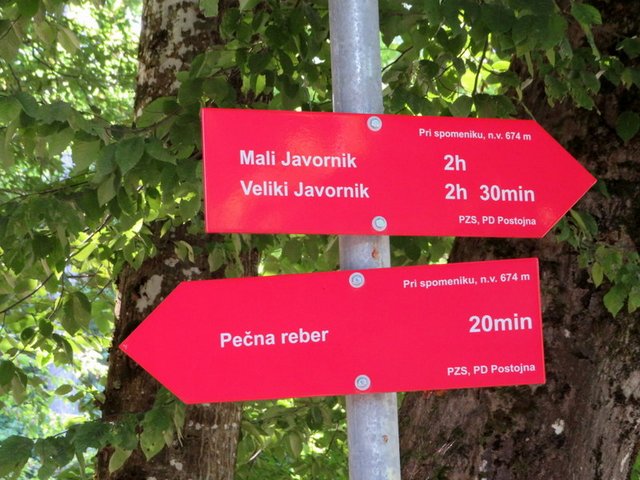 Pri spomeniku, n.v. 674 m
Mali Javornik 2h
Veliki Javornik 2h 30min
PZS, PD Postojna
Pri spomeniku, n.v. 674 m
Pečna reber 20min
PZS, PD Postojna